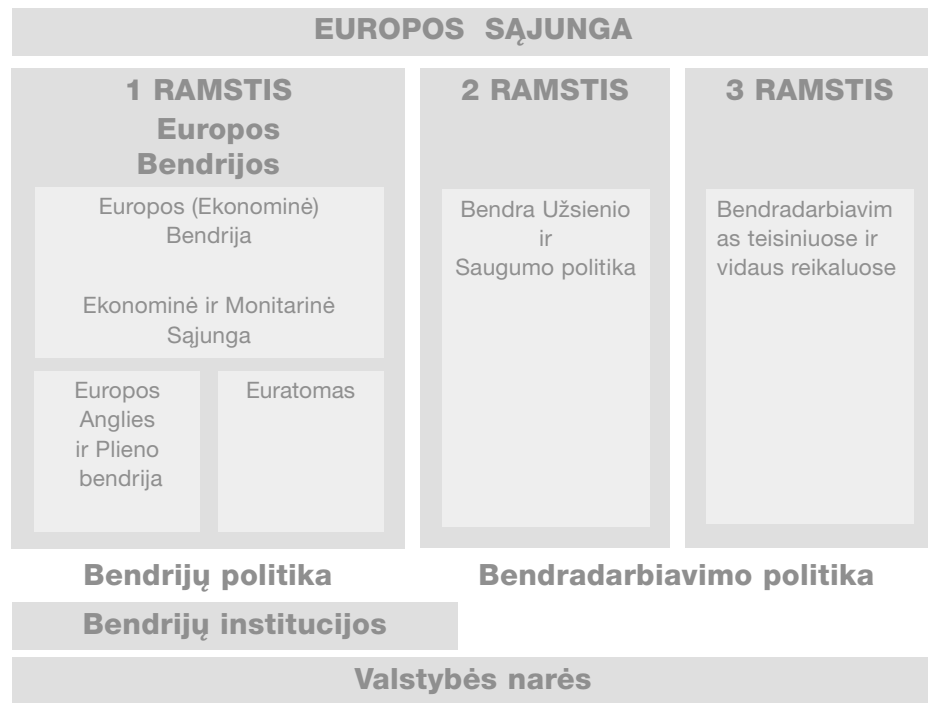 EUROPOS SĄJUNGA
1 RAMSTIS
Europos
Bendrijos
Europos (Ekonominė)
Bendrija
Ekonominė ir Monitarinė
Sąjunga
Europos
Anglies
ir Plieno
bendrija
Euratomas
2 RAMSTIS
Bendra Užsienio
ir
Saugumo politika
3 RAMSTIS
Bendradarbiavim
as teisiniuose ir
vidaus reikaluose
Bendrijų politika
Bendradarbiavimo politika
Bendrijų institucijos
Valstybės narės